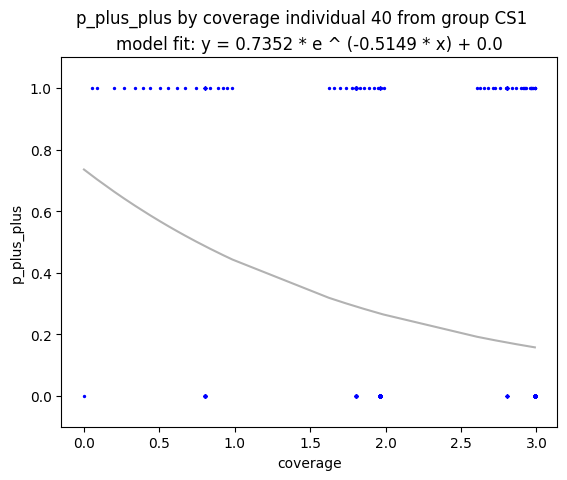 p_plus_plus by coverage individual 40 from group CS1
model fit: y = 0.7352 * e ^ (-0.5149 * x) + 0.0
1.0
0.8
0.6
0.4
0.2
0.0
p_plus_plus
0.0 0.5 1.0 1.5 2.0 2.5 3.0
coverage